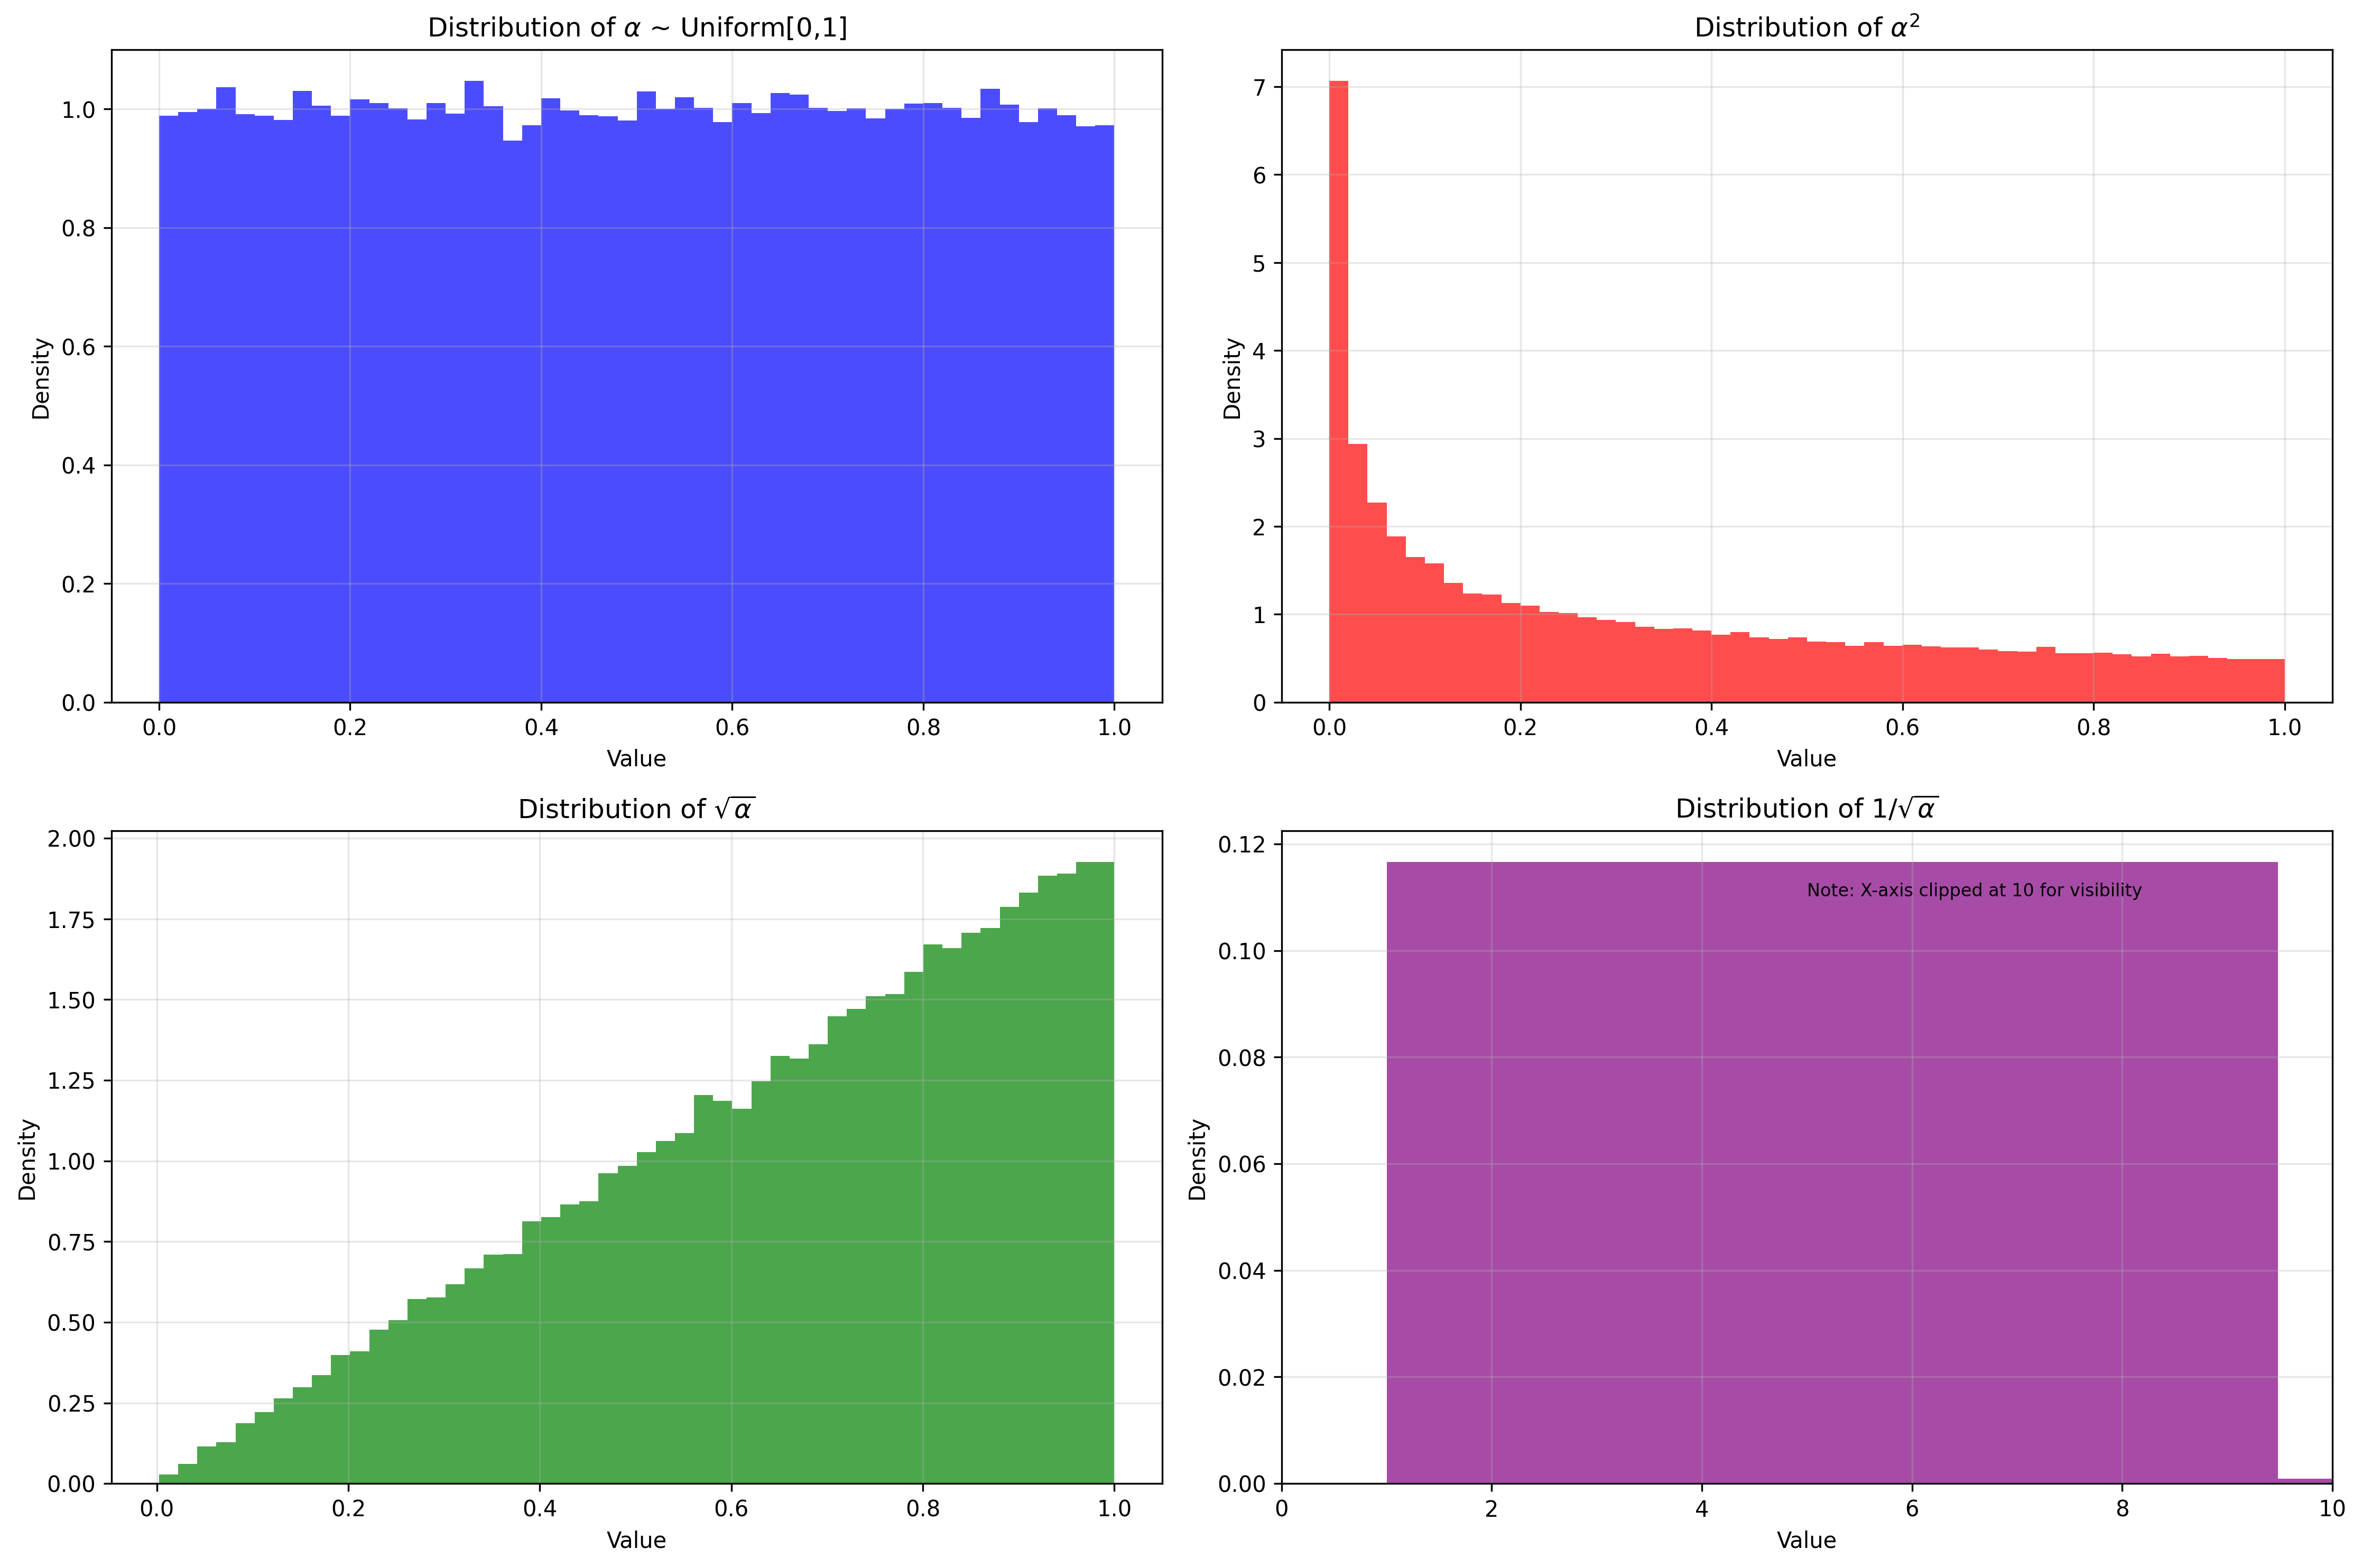 Distribution of α ~ Uniform[0,1]
Density
1.0
0.8
0.6
0.4
0.2
0.0
0.0 0.2 0.4 0.6 0.8 1.0
Value
Distribution of α²
Density
7
6
5
4
3
2
1
0
0.0 0.2 0.4 0.6 0.8 1.0
Value
Distribution of √α
Density
2.00
1.75
1.50
1.25
1.00
0.75
0.50
0.25
0.00
0.0 0.2 0.4 0.6 0.8 1.0
Value
Distribution of 1/√α
Density
0.12
Note: X-axis clipped at 10 for visibility
0.10
0.08
0.06
0.04
0.02
0.00
0 2 4 6 8 10
Value